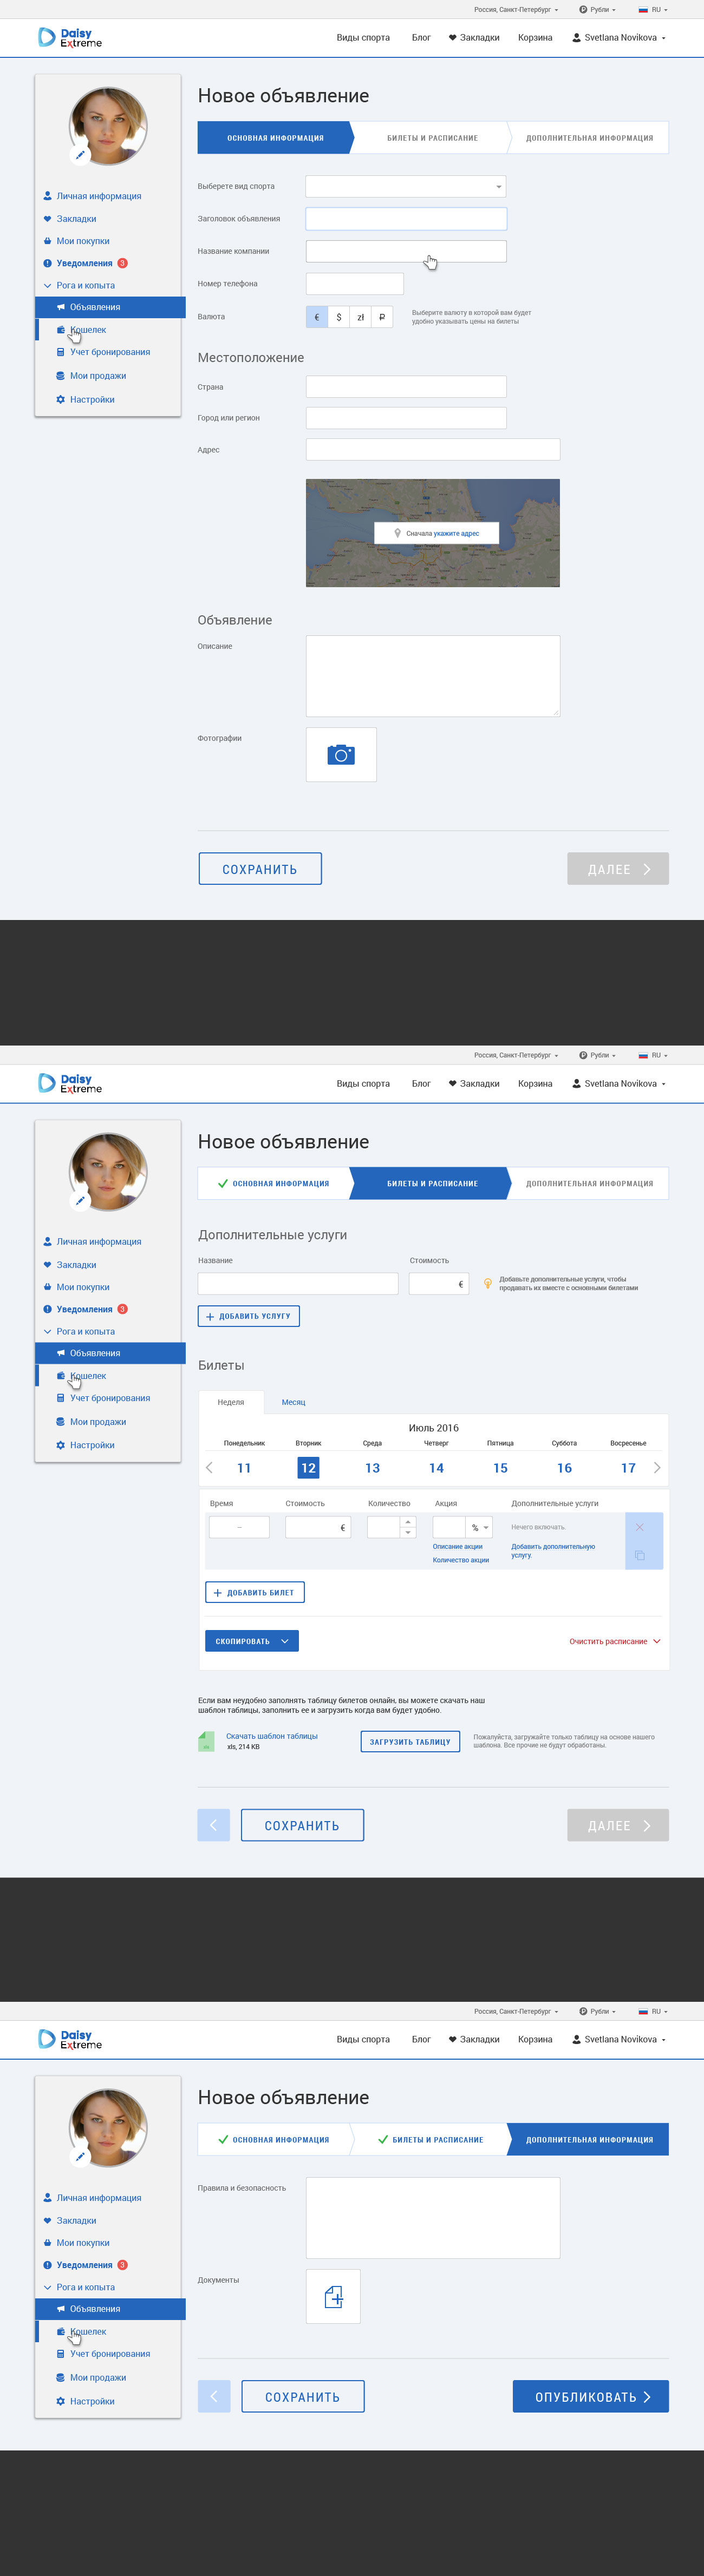 Россия, Санкт-Петербург
Рубли
RU
Daisy
Extreme
Виды спорта
Блог
Закладки
Корзина
Svetlana Novikova
Личная информация
Закладки
Мои покупки
Уведомления 3
Рога и копыта
Объявления
Кошелек
Учет бронирования
Мои продажи
Настройки
Новое объявление
ОСНОВНАЯ ИНФОРМАЦИЯ
БИЛЕТЫ И РАСПИСАНИЕ
ДОПОЛНИТЕЛЬНАЯ ИНФОРМАЦИЯ
Выберете вид спорта
Заголовок объявления
Название компании
Номер телефона
Валюта
€ $ zł ₽
Выберите валюту в которой вам будет
удобно указывать цены на билеты
Местоположение
Страна
Город или регион
Адрес
Сначала укажите адрес
Объявление
Описание
Фотографии
СОХРАНИТЬ
ДАЛЕЕ
Россия, Санкт-Петербург
Рубли
RU
Daisy
Extreme
Виды спорта
Блог
Закладки
Корзина
Svetlana Novikova
Личная информация
Закладки
Мои покупки
Уведомления 3
Рога и копыта
Объявления
Кошелек
Учет бронирования
Мои продажи
Настройки
Новое объявление
ОСНОВНАЯ ИНФОРМАЦИЯ
БИЛЕТЫ И РАСПИСАНИЕ
ДОПОЛНИТЕЛЬНАЯ ИНФОРМАЦИЯ
Дополнительные услуги
Название
Стоимость
€
Добавьте дополнительные услуги, чтобы
продавать их вместе с основными билетами
+ ДОБАВИТЬ УСЛУГУ
Билеты
Неделя
Месяц
Июль 2016
Понедельник Вторник Среда Четверг Пятница Суббота Воскресенье
11 12 13 14 15 16 17
Время Стоимость Количество Акция Дополнительные услуги
– € % Нечего включать.
Описание акции
Количество акции
Добавить дополнительную
услугу.
+ ДОБАВИТЬ БИЛЕТ
СКОПИРОВАТЬ
Очистить расписание
Если вам неудобно заполнять таблицу билетов онлайн, вы можете скачать наш
шаблон таблицы, заполнить ее и загрузить когда вам будет удобно.
Скачать шаблон таблицы
xls, 214 KB
ЗАГРУЗИТЬ ТАБЛИЦУ
Пожалуйста, загружайте только таблицу на основе нашего
шаблона. Все прочие не будут обработаны.
СОХРАНИТЬ
ДАЛЕЕ
Россия, Санкт-Петербург
Рубли
RU
Daisy
Extreme
Виды спорта
Блог
Закладки
Корзина
Svetlana Novikova
Личная информация
Закладки
Мои покупки
Уведомления 3
Рога и копыта
Объявления
Кошелек
Учет бронирования
Мои продажи
Настройки
Новое объявление
ОСНОВНАЯ ИНФОРМАЦИЯ
БИЛЕТЫ И РАСПИСАНИЕ
ДОПОЛНИТЕЛЬНАЯ ИНФОРМАЦИЯ
Правила и безопасность
Документы
СОХРАНИТЬ
ОПУБЛИКОВАТЬ